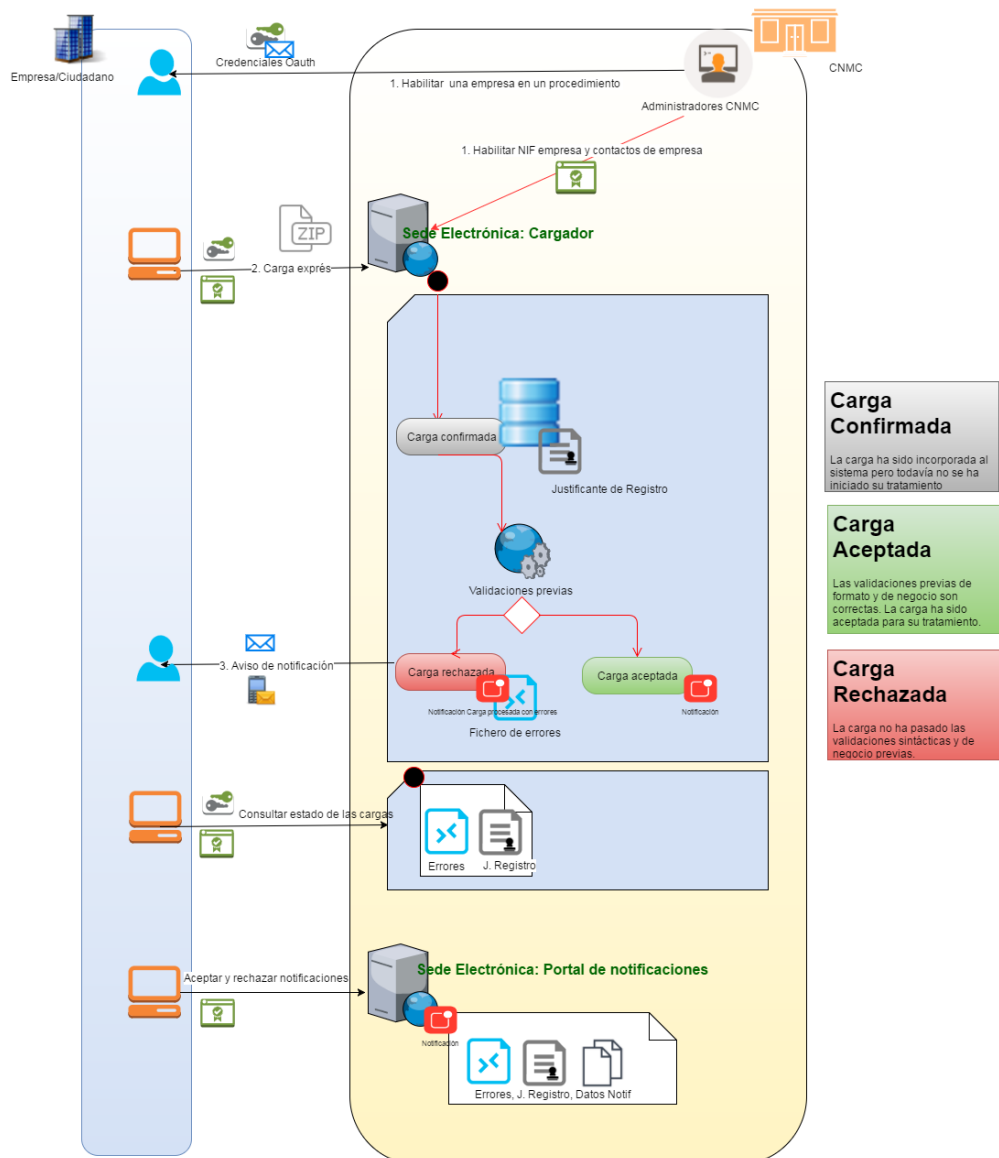 Empresa/Ciudadano
Credenciales Oauth
CNMC
1. Habilitar una empresa en un procedimiento
Administradores CNMC
1. Habilitar NIF empresa y contactos de empresa
ZIP
Sede Electrónica: Cargador
2. Carga exprés
Carga confirmada
Justificante de Registro
Validaciones previas
Carga
Confirmada
La carga ha sido incorporada al
sistema pero todavía no se ha
iniciado su tratamiento
Carga
Aceptada
Las validaciones previas de
formato y de negocio son
correctas. La carga ha sido
aceptada para su tratamiento.
3. Aviso de notificación
Carga rechazada
Carga aceptada
Notificación Carga procesada con errores
Notificación
Fichero de errores
Carga
Rechazada
La carga no ha pasado las
validaciones sintácticas y de
negocio previas.
Consultar estado de las cargas
Errores
J. Registro
Aceptar y rechazar notificaciones
Sede Electrónica: Portal de notificaciones
Notificación
Errores, J. Registro, Datos Notif